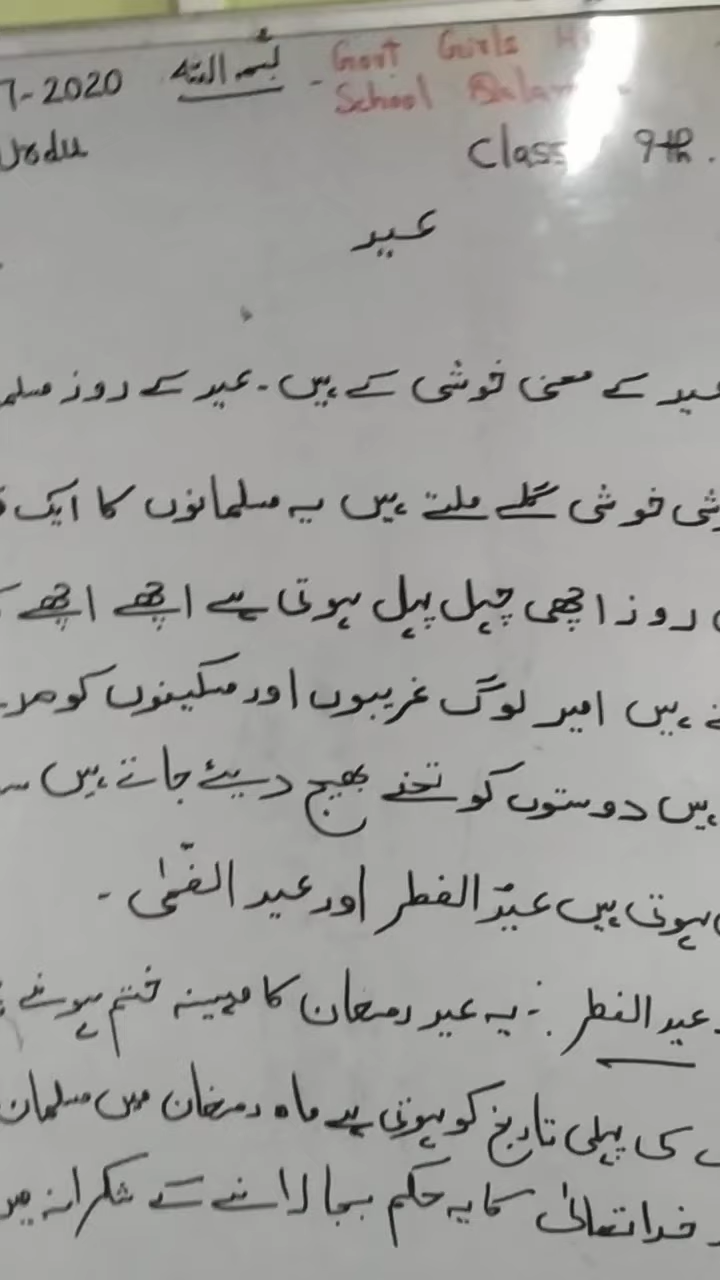 7-2020 بسم اللہ - Govt Girls H
School
Urdu Class 9th.
عید
عید کے معنی خوشی کے ہیں۔ عید کے روز مسلم
خوشی گلے ملتے ہیں یہ مسلمانوں کا ایک
روز اچھی چہل پہل ہوتی ہے اچھے اچھے
ہیں امیر لوگ غریبوں اور مسکینوں کو
ہیں دوستوں کو تحفے بھیج دیئے جاتے ہیں
ہوتی ہیں عید الفطر اور عید الضحٰی ۔
عید الفطر :- یہ عید رمضان کا مہینہ ختم ہونے
کی پہلی تاریخ کو ہوتی ہے ماہ رمضان میں مسلمان
خدا تعالیٰ کا یہ حکم بجا لانے کے شکرانہ میں